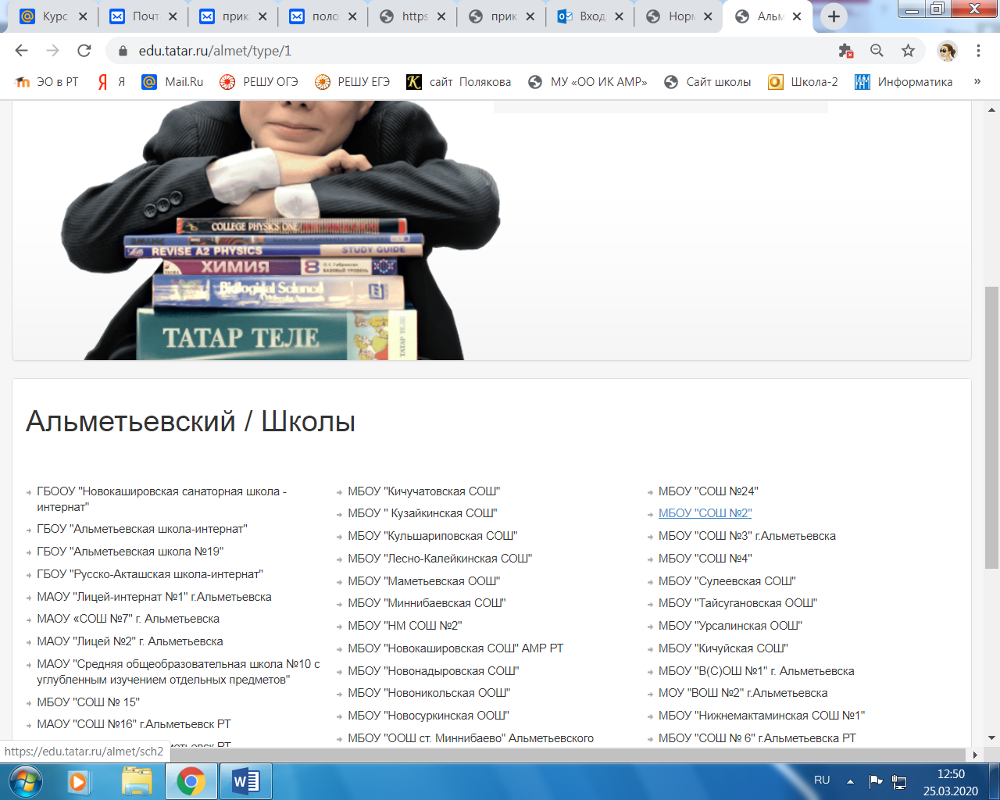 Курс
Почт
прик
поло
https
прик
Вход
Норм
Альм
edu.tatar.ru/almet/type/1
ЭО в РТ
Я
Mail.Ru
РЕШУ ОГЭ
РЕШУ ЕГЭ
сайт Полякова
МУ «ОО ИК АМР»
Сайт школы
Школа-2
Информатика
»
COLLEGE PHYSICS ONE
REVISE A2 PHYSICS STUDY GUIDE
ХИМИЯ 8 О.С. Габриелян БАЗОВЫЙ УРОВЕНЬ
Biological Science
ТАТАР ТЕЛЕ ТАТАР ТЕЛЕ
Альметьевский / Школы
ГБООУ "Новокашировская санаторная школа -
интернат"
ГБОУ "Альметьевская школа-интернат"
ГБОУ "Альметьевская школа №19"
ГБОУ "Русско-Акташская школа-интернат"
МАОУ "Лицей-интернат №1" г.Альметьевска
МАОУ «СОШ №7" г. Альметьевска
МАОУ "Лицей №2" г. Альметьевска
МАОУ "Средняя общеобразовательная школа №10 с
углубленным изучением отдельных предметов"
МБОУ "СОШ № 15"
МАОУ "СОШ №16" г.Альметьевск РТ
МБОУ "Кичучатовская СОШ"
МБОУ " Кузайкинская СОШ"
МБОУ "Кульшариповская СОШ"
МБОУ "Лесно-Калейкинская СОШ"
МБОУ "Маметьевская ООШ"
МБОУ "Миннибаевская СОШ"
МБОУ "НМ СОШ №2"
МБОУ "Новокашировская СОШ" АМР РТ
МБОУ "Новонадыровская СОШ"
МБОУ "Новоникольская ООШ"
МБОУ "Новосуркинская ООШ"
МБОУ "ООШ ст. Миннибаево" Альметьевского
МБОУ "СОШ №24"
МБОУ "СОШ №2"
МБОУ "СОШ №3" г.Альметьевска
МБОУ "СОШ №4"
МБОУ "Сулеевская СОШ"
МБОУ "Тайсугановская ООШ"
МБОУ "Урсалинская ООШ"
МБОУ "Кичуйская СОШ"
МБОУ "В(С)ОШ №1" г. Альметьевска
МОУ "ВОШ №2" г.Альметьевска
МБОУ "Нижнемактаминская СОШ №1"
МБОУ "СОШ № 6" г.Альметьевска РТ
https://edu.tatar.ru/almet/sch2
RU
12:50
25.03.2020